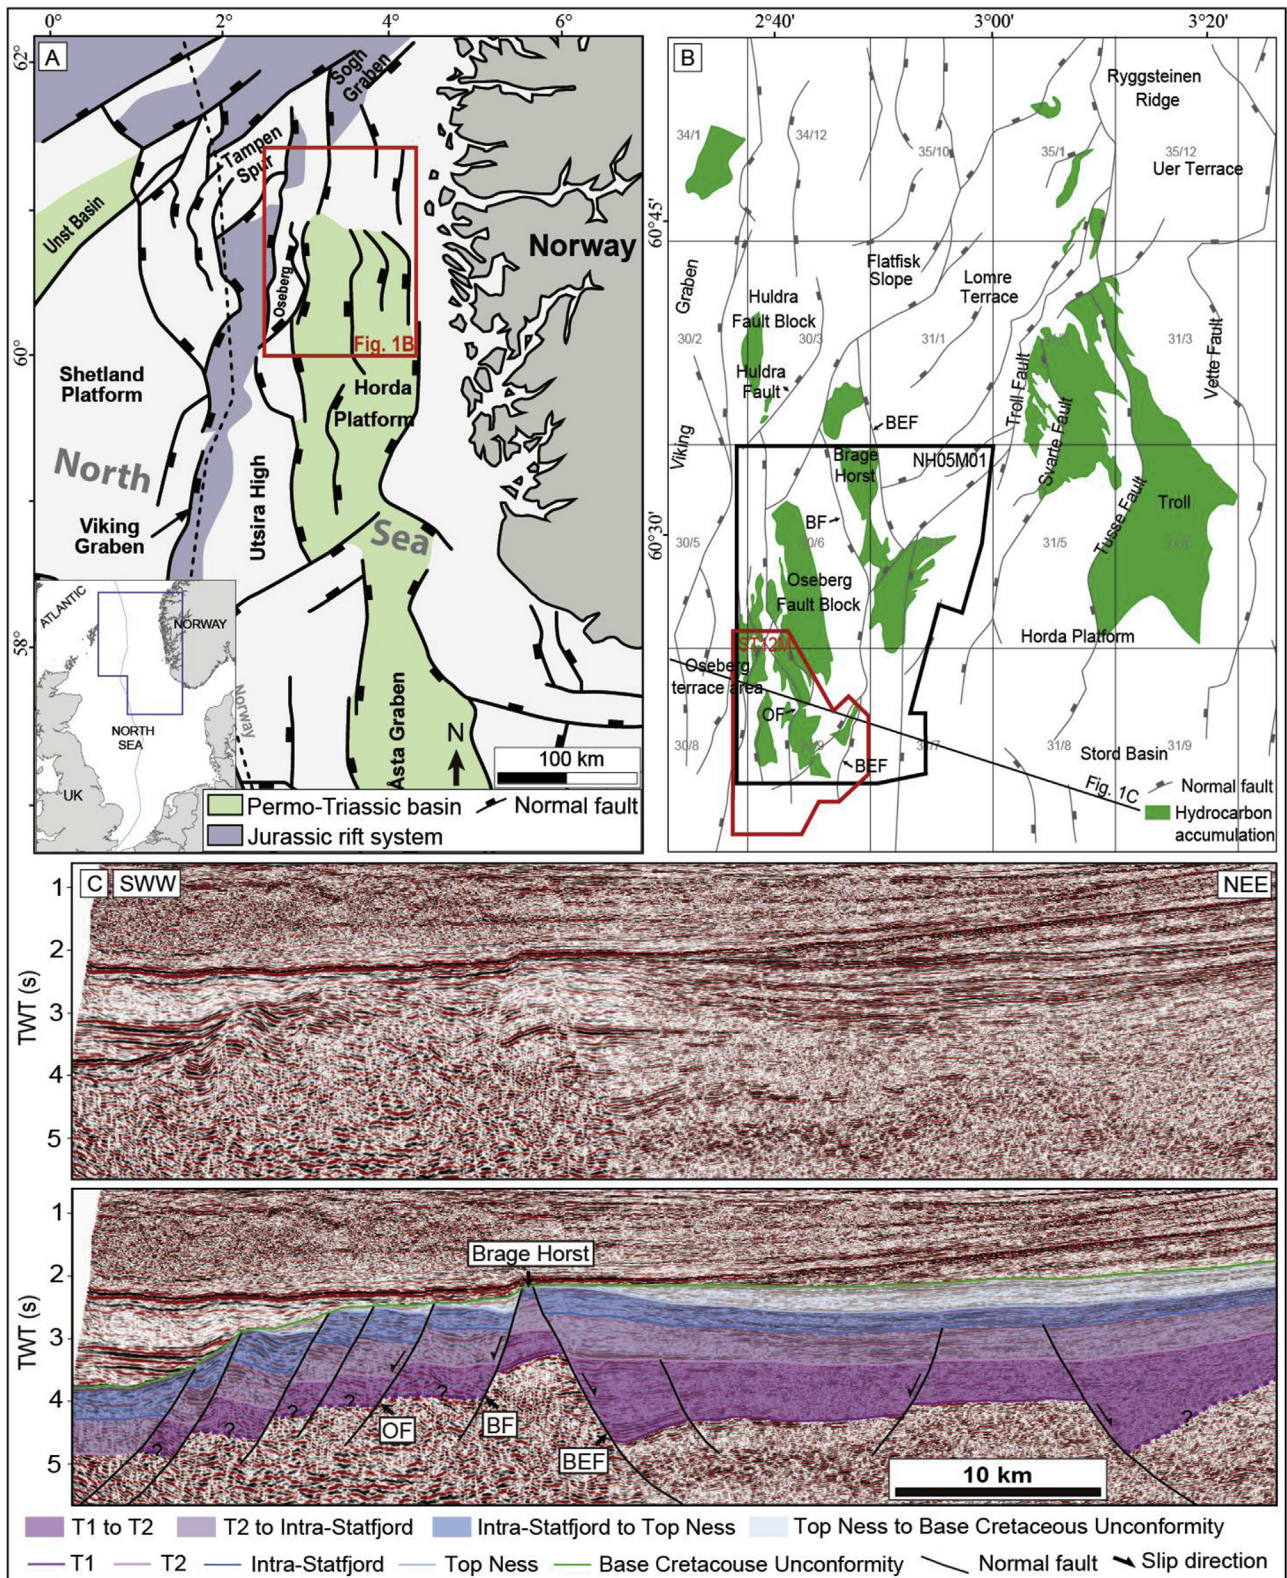 0° 2° 4° 6°
62°
60°
58°
A
Sogn
Graben
Tampen
Spur
Unst Basin
Oseberg
Norway
Fig. 1B
Shetland
Platform
Horda
Platform
North
Sea
Viking
Graben
Utsira High
Åsta Graben
N
100 km
ATLANTIC
NORWAY
NORTH
SEA
UK
Norway
Permo-Triassic basin
Normal fault
Jurassic rift system
2°40' 3°00' 3°20'
60°45'
60°30'
B
Ryggsteinen
Ridge
34/1
34/12
35/10
35/1
35/12
Uer Terrace
Flatfisk
Slope
Graben
Lomre
Terrace
Huldra
Fault Block
30/2
30/3
31/1
31/3
Vette Fault
Huldra
Fault
Troll Fault
Svarte Fault
BEF
Viking
Brage
Horst
NH05M01
Tusse Fault
Troll
BF
30/5
30/6
31/5
Oseberg
Fault Block
Horda Platform
ST12M
Oseberg
terrace area
OF
30/8
31/8
31/9
Stord Basin
BEF
Fig. 1C
Normal fault
Hydrocarbon
accumulation
C SWW NEE
1
2
3
4
5
TWT (s)
Brage Horst
1
2
3
4
5
TWT (s)
? ? ? ? ? ? ?
OF
BF
BEF
10 km
T1 to T2 T2 to Intra-Statfjord Intra-Statfjord to Top Ness Top Ness to Base Cretaceous Unconformity
T1 T2 Intra-Statfjord Top Ness Base Cretacouse Unconformity Normal fault Slip direction